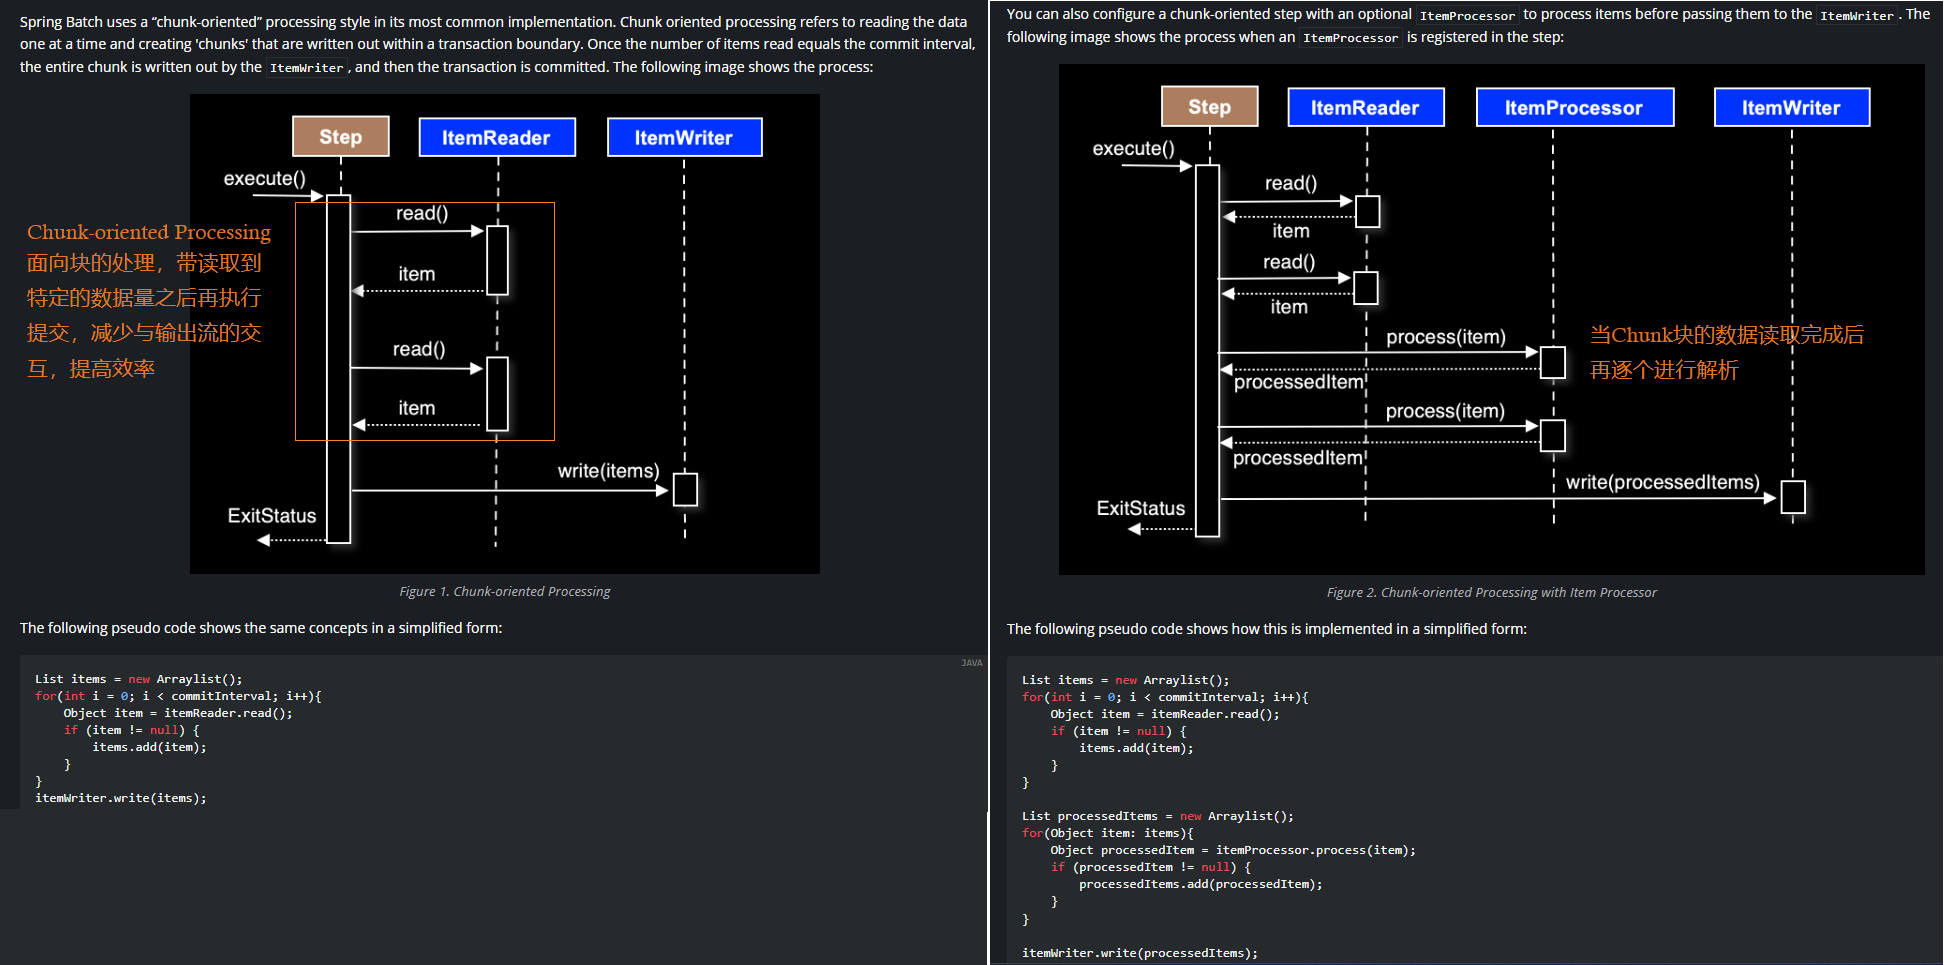 Spring Batch uses a “chunk-oriented” processing style in its most common implementation. Chunk oriented processing refers to reading the data
one at a time and creating 'chunks' that are written out within a transaction boundary. Once the number of items read equals the commit interval,
the entire chunk is written out by the ItemWriter, and then the transaction is committed. The following image shows the process:
Step
ItemReader
ItemWriter
execute()
read()
item
read()
item
write(items)
ExitStatus
Chunk-oriented Processing
面向块的处理，带读取到
特定的数据量之后再执行
提交，减少与输出流的交
互，提高效率
Figure 1. Chunk-oriented Processing
The following pseudo code shows the same concepts in a simplified form:
JAVA
List items = new Arraylist();
for(int i = 0; i < commitInterval; i++){
    Object item = itemReader.read();
    if (item != null) {
        items.add(item);
    }
}
itemWriter.write(items);
You can also configure a chunk-oriented step with an optional ItemProcessor to process items before passing them to the ItemWriter. The
following image shows the process when an ItemProcessor is registered in the step:
Step
ItemReader
ItemProcessor
ItemWriter
execute()
read()
item
read()
item
process(item)
processedItem
process(item)
processedItem
write(processedItems)
ExitStatus
当Chunk块的数据读取完成后
再逐个进行解析
Figure 2. Chunk-oriented Processing with Item Processor
The following pseudo code shows how this is implemented in a simplified form:
List items = new Arraylist();
for(int i = 0; i < commitInterval; i++){
    Object item = itemReader.read();
    if (item != null) {
        items.add(item);
    }
}
List processedItems = new Arraylist();
for(Object item: items){
    Object processedItem = itemProcessor.process(item);
    if (processedItem != null) {
        processedItems.add(processedItem);
    }
}
itemWriter.write(processedItems);